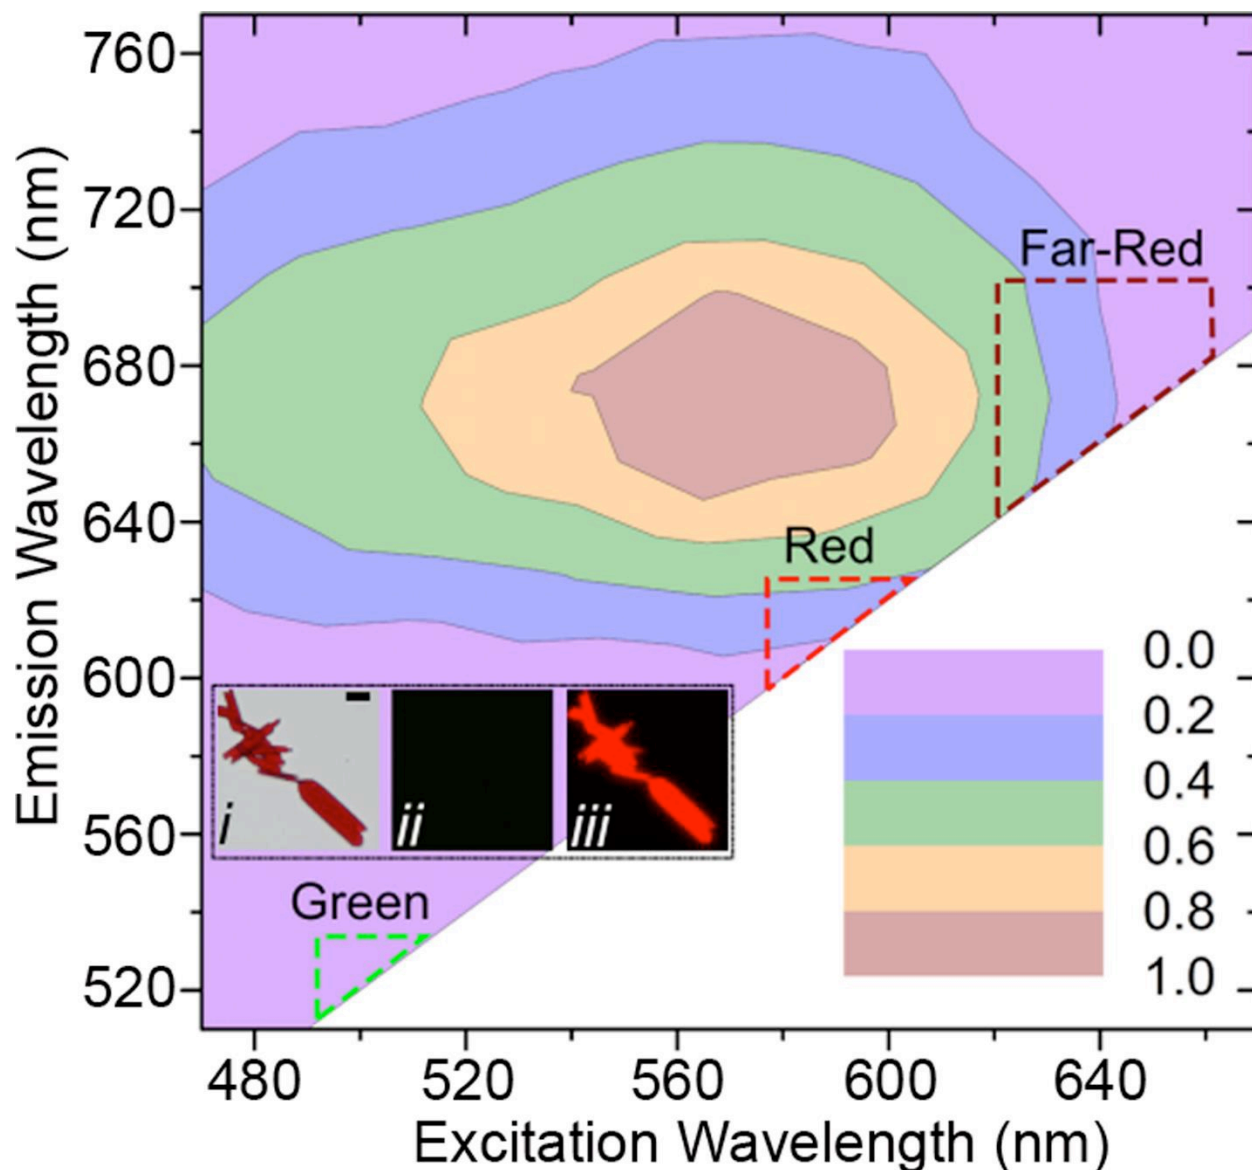 760
720
680
640
600
560
520
Emission Wavelength (nm)
Far-Red
Red
Green
i
ii
iii
0.0
0.2
0.4
0.6
0.8
1.0
480
520
560
600
640
Excitation Wavelength (nm)